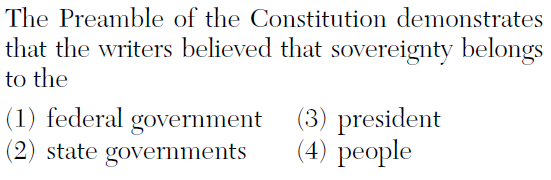 The Preamble of the Constitution demonstrates
that the writers believed that sovereignty belongs
to the
(1) federal government (3) president
(2) state governments (4) people